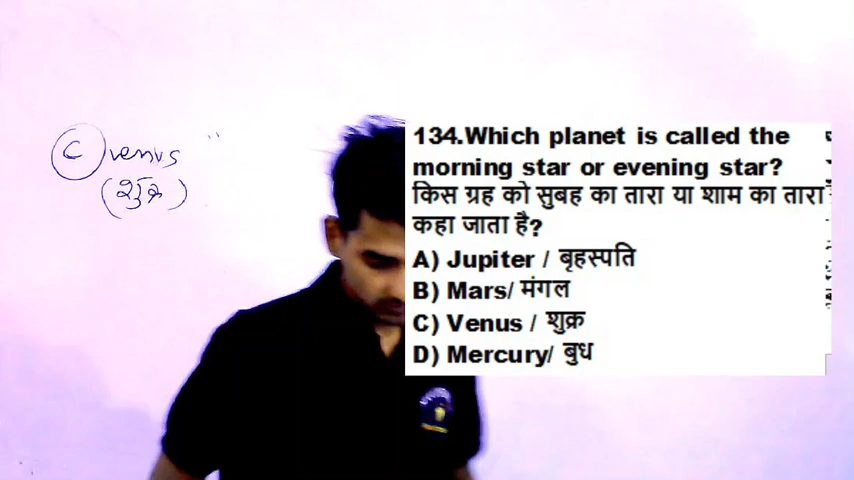 C venus "
(शुक्र)
134.Which planet is called the
morning star or evening star?
किस ग्रह को सुबह का तारा या शाम का तारा
कहा जाता है?
A) Jupiter / बृहस्पति
B) Mars/ मंगल
C) Venus / शुक्र
D) Mercury/ बुध